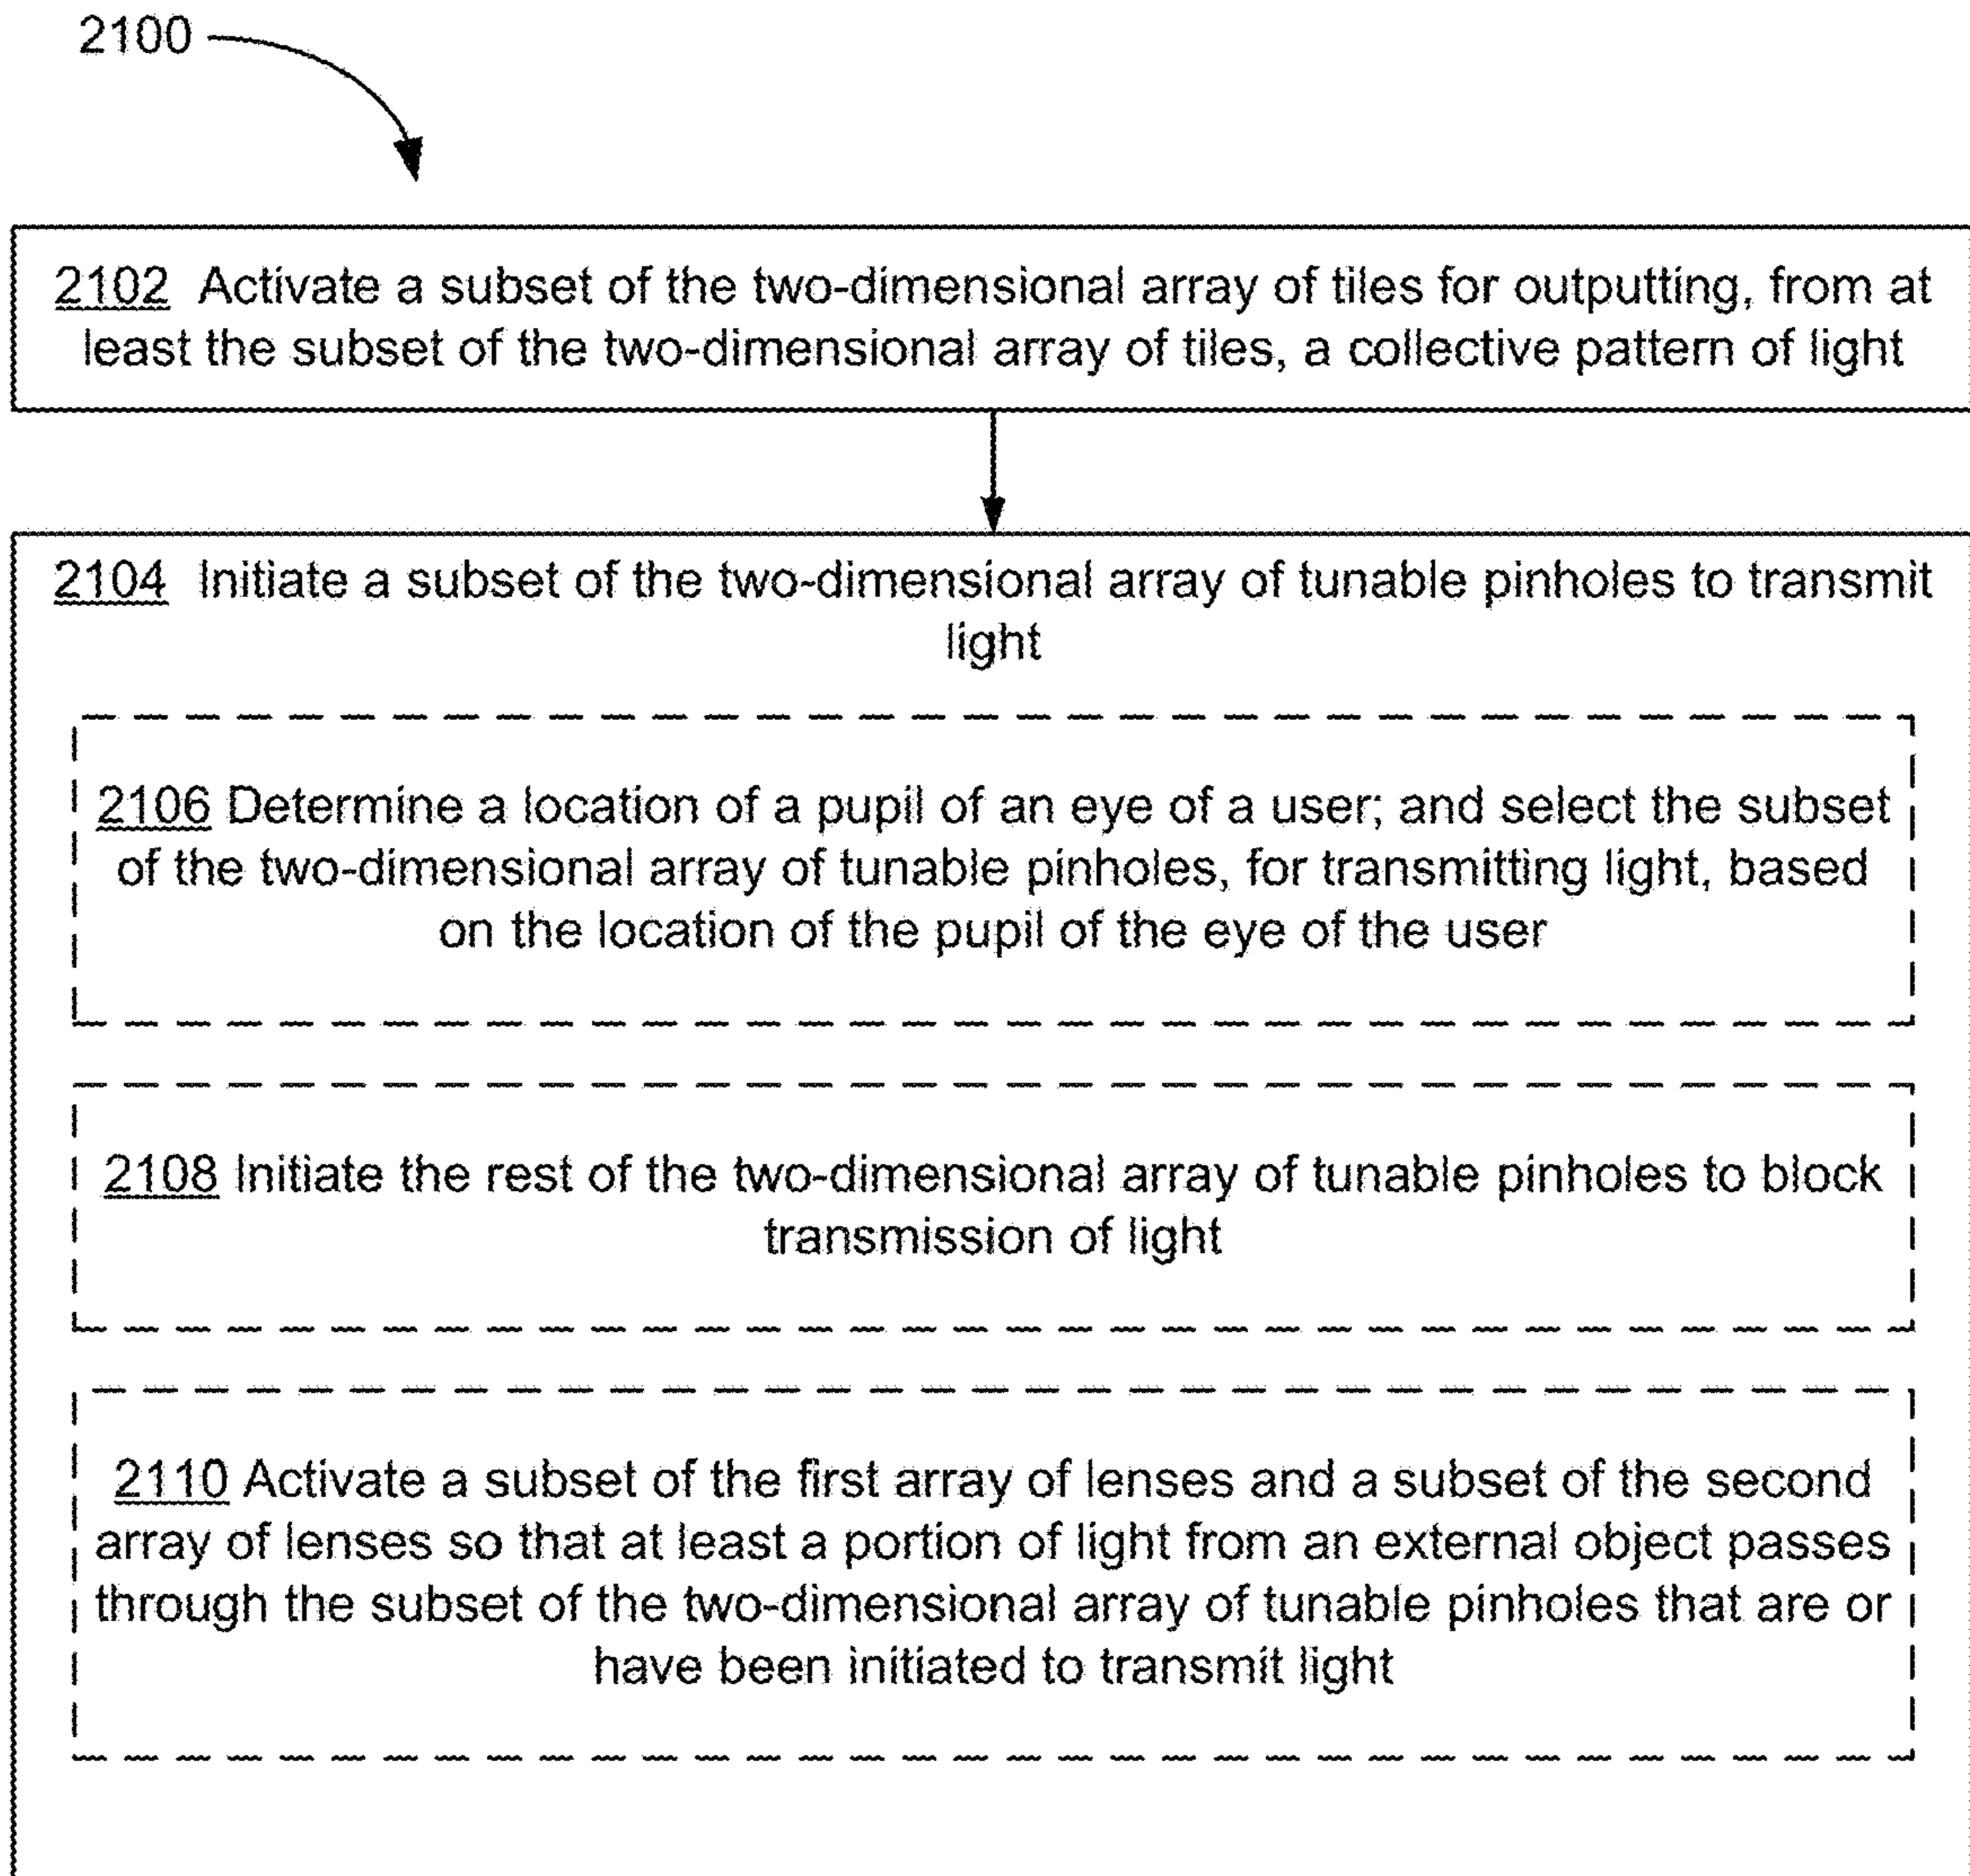 2100
2102 Activate a subset of the two-dimensional array of tiles for outputting, from at
least the subset of the two-dimensional array of tiles, a collective pattern of light
2104 Initiate a subset of the two-dimensional array of tunable pinholes to transmit
light
2106 Determine a location of a pupil of an eye of a user; and select the subset
of the two-dimensional array of tunable pinholes, for transmitting light, based
on the location of the pupil of the eye of the user
2108 Initiate the rest of the two-dimensional array of tunable pinholes to block
transmission of light
2110 Activate a subset of the first array of lenses and a subset of the second
array of lenses so that at least a portion of light from an external object passes
through the subset of the two-dimensional array of tunable pinholes that are or
have been initiated to transmit light